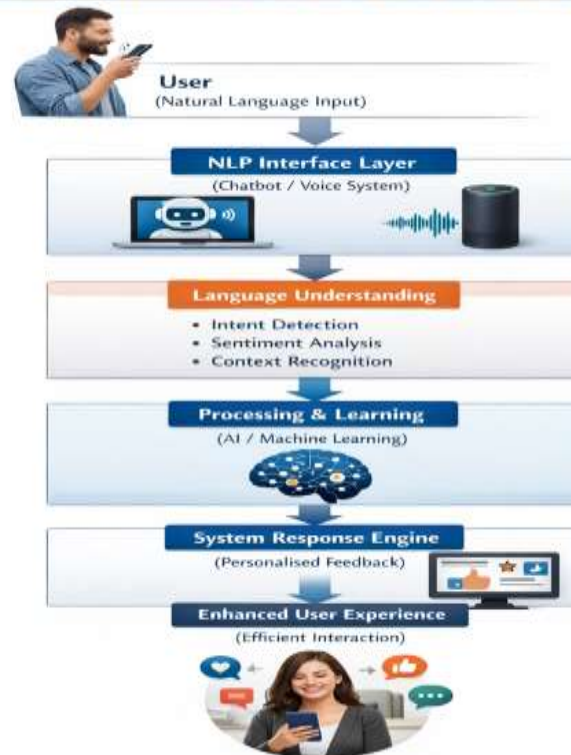 User
(Natural Language Input)
NLP Interface Layer
(Chatbot / Voice System)
Language Understanding
• Intent Detection
• Sentiment Analysis
• Context Recognition
Processing & Learning
(AI / Machine Learning)
System Response Engine
(Personalised Feedback)
Enhanced User Experience
(Efficient Interaction)